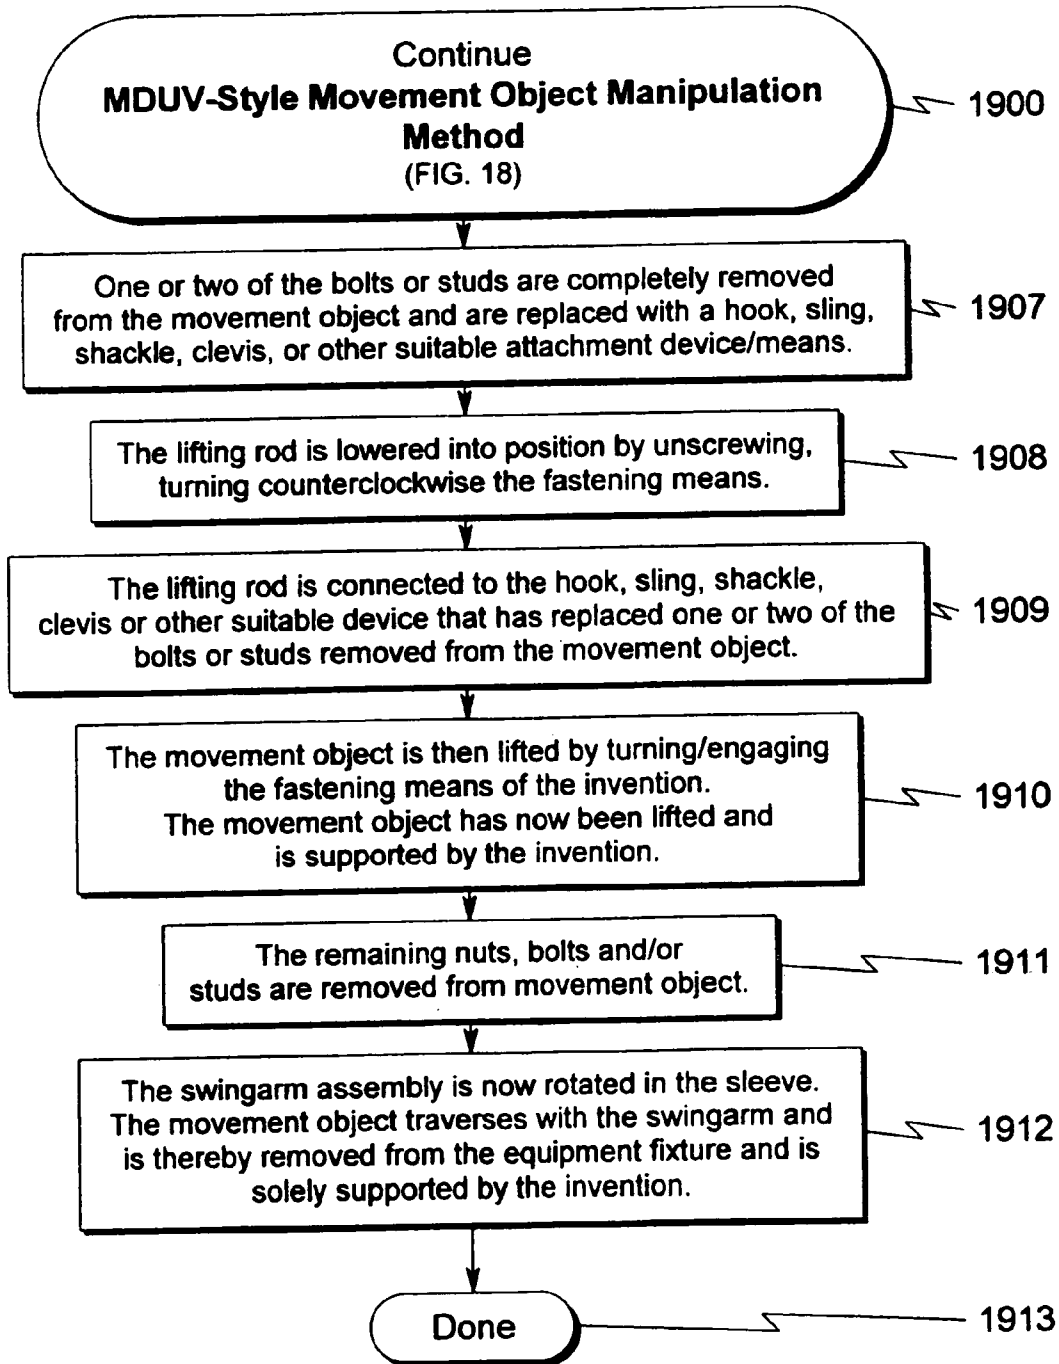 Continue
MDUV-Style Movement Object Manipulation
Method
(FIG. 18)
1900
One or two of the bolts or studs are completely removed
from the movement object and are replaced with a hook, sling,
shackle, clevis, or other suitable attachment device/means.
1907
The lifting rod is lowered into position by unscrewing,
turning counterclockwise the fastening means.
1908
The lifting rod is connected to the hook, sling, shackle,
clevis or other suitable device that has replaced one or two of the
bolts or studs removed from the movement object.
1909
The movement object is then lifted by turning/engaging
the fastening means of the invention.
The movement object has now been lifted and
is supported by the invention.
1910
The remaining nuts, bolts and/or
studs are removed from movement object.
1911
The swingarm assembly is now rotated in the sleeve.
The movement object traverses with the swingarm and
is thereby removed from the equipment fixture and is
solely supported by the invention.
1912
Done
1913